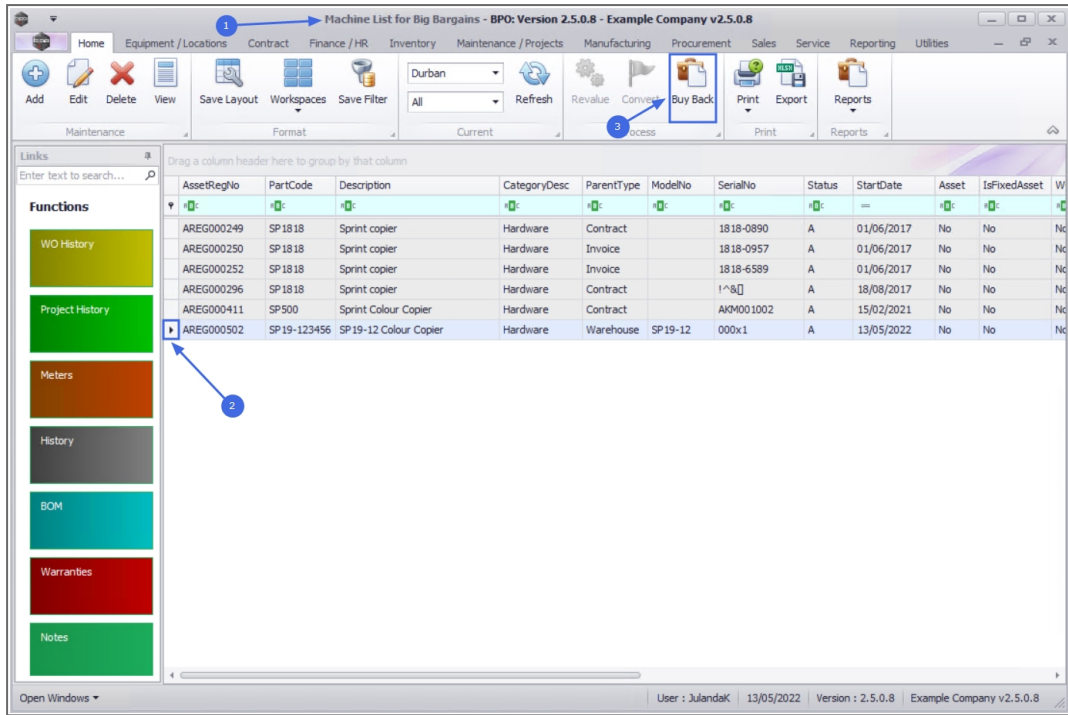 1
Machine List for Big Bargains - BPO: Version 2.5.0.8 - Example Company v2.5.0.8
Home Equipment / Locations Contract Finance / HR Inventory Maintenance / Projects Manufacturing Procurement Sales Service Reporting Utilities
Durban
All
Add Edit Delete View Save Layout Workspaces Save Filter Refresh Revalue Convert Buy Back Print Export Reports
3
Maintenance Format Current Process Print Reports
Links
Enter text to search...
Drag a column header here to group by that column
AssetRegNo PartCode Description CategoryDesc ParentType ModelNo SerialNo Status StartDate Asset IsFixedAsset W
Functions
AREG000249 SP1818 Sprint copier Hardware Contract 1818-0890 A 01/06/2017 No No No
AREG000250 SP1818 Sprint copier Hardware Invoice 1818-0957 A 01/06/2017 No No No
AREG000252 SP1818 Sprint copier Hardware Invoice 1818-6589 A 01/06/2017 No No No
AREG000296 SP1818 Sprint copier Hardware Contract !^&[] A 18/08/2017 No No No
AREG000411 SP500 Sprint Colour Copier Hardware Contract AKM001002 A 15/02/2021 No No No
AREG000502 SP19-123456 SP19-12 Colour Copier Hardware Warehouse SP19-12 000x1 A 13/05/2022 No No No
2
WO History
Project History
Meters
History
BOM
Warranties
Notes
Open Windows User : JulandaK 13/05/2022 Version : 2.5.0.8 Example Company v2.5.0.8